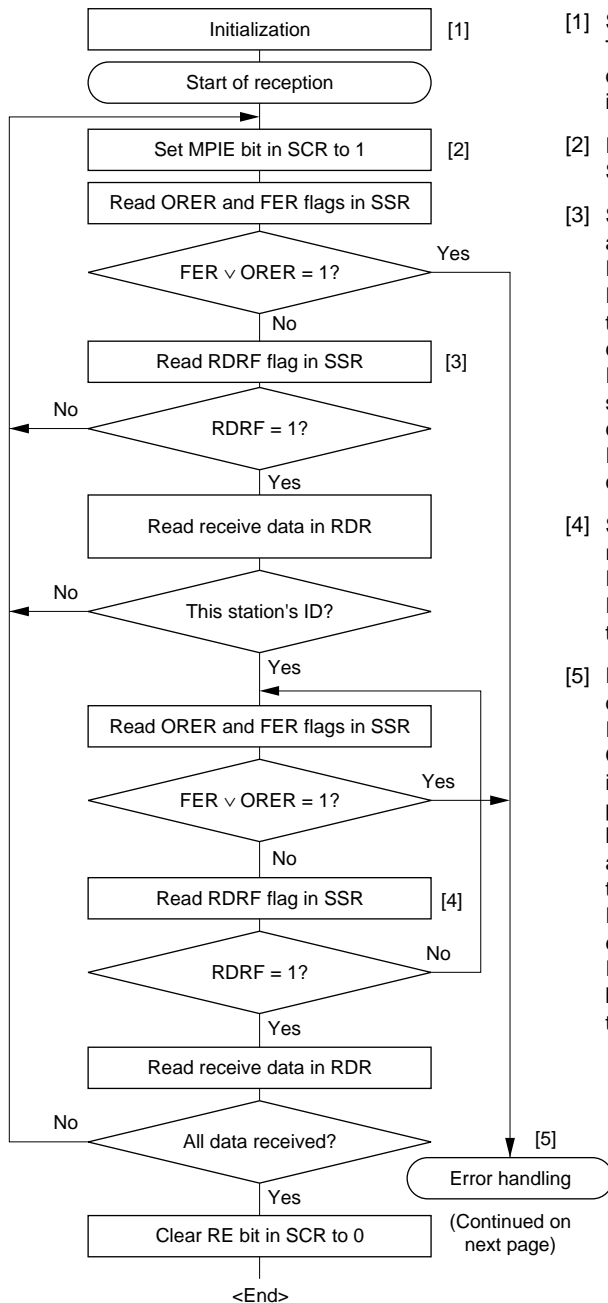 Initialization [1]
Start of reception
Set MPIE bit in SCR to 1 [2]
Read ORER and FER flags in SSR
FER ∨ ORER = 1?
Yes
No
Read RDRF flag in SSR [3]
No
RDRF = 1?
Yes
Read receive data in RDR
No
This station's ID?
Yes
Read ORER and FER flags in SSR
FER ∨ ORER = 1?
Yes
No
Read RDRF flag in SSR [4]
RDRF = 1?
No
Yes
Read receive data in RDR
No
All data received?
Yes
Clear RE bit in SCR to 0
<End>
[5]
Error handling
(Continued on
next page)
[1]
[2]
[3]
[4]
[5]